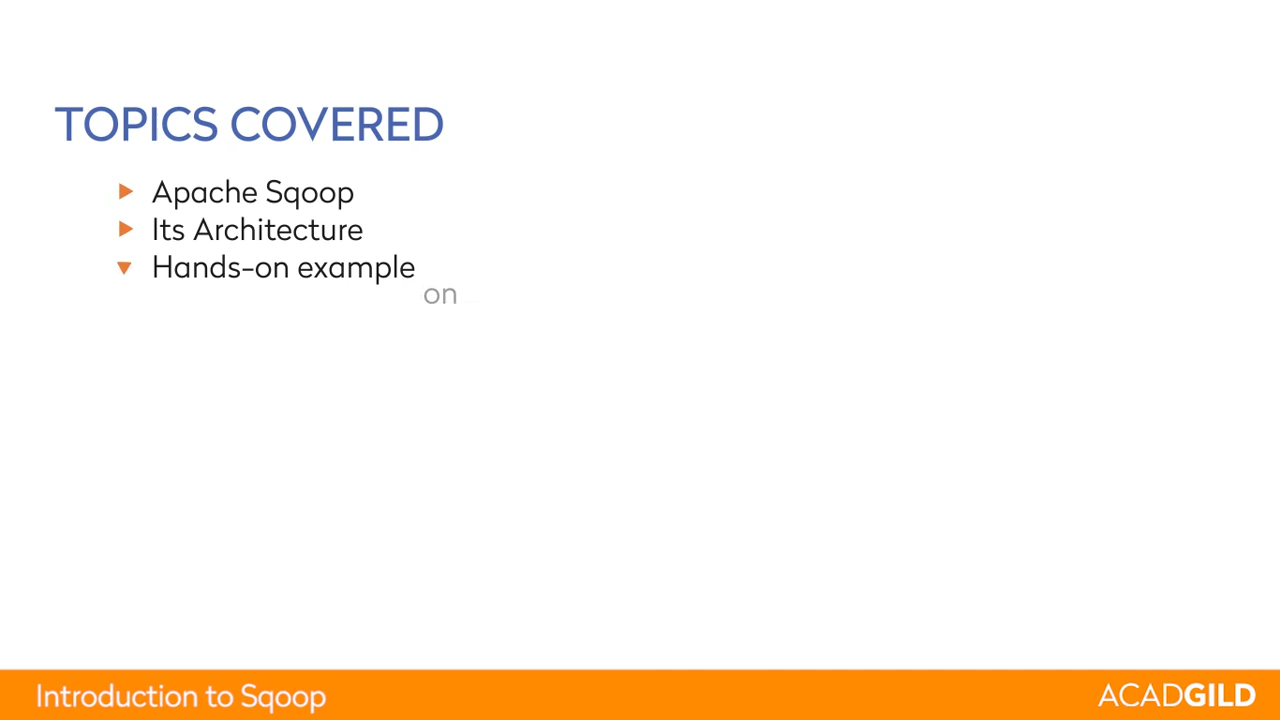 TOPICS COVERED
Apache Sqoop
Its Architecture
Hands-on example
on
Introduction to Sqoop
ACADGILD